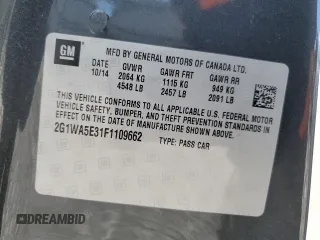 GM
MFD BY GENERAL MOTORS OF CANADA LTD.
DATE GVWR GAWR FRT GAWR RR
10/14 2064 KG 1115 KG 949 KG
4548 LB 2457 LB 2091 LB
THIS VEHICLE CONFORMS TO ALL APPLICABLE U.S. FEDERAL MOTOR
VEHICLE SAFETY, BUMPER, AND THEFT PREVENTION STANDARDS IN
EFFECT ON THE DATE OF MANUFACTURE SHOWN ABOVE.
2G1WA5E31F1109662 TYPE: PASS CAR
DREAMBID